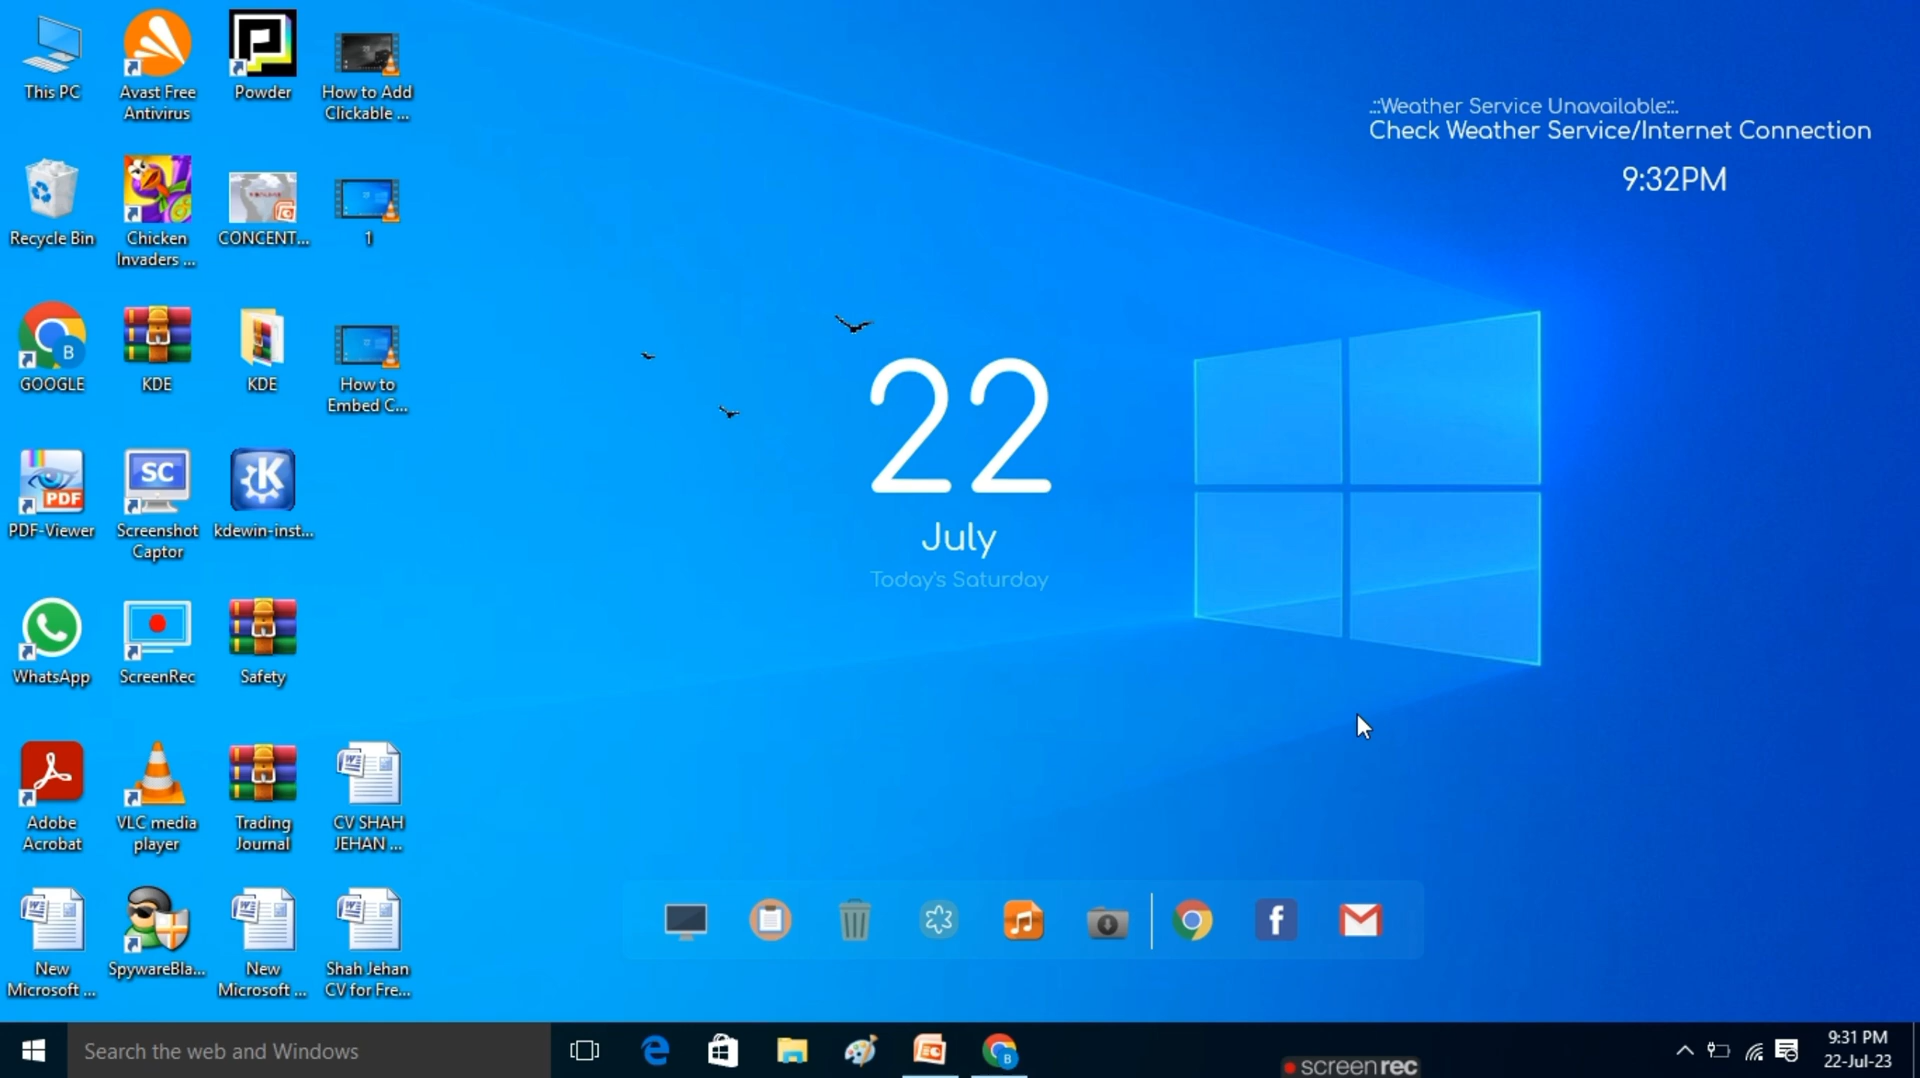 This PC
Avast Free
Antivirus
Powder
How to Add
Clickable ...
Recycle Bin
Chicken
Invaders ...
CONCENT...
1
GOOGLE
B
KDE
KDE
How to
Embed C...
PDF
PDF-Viewer
SC
Screenshot
Captor
K
kdewin-inst...
WhatsApp
ScreenRec
Safety
Adobe
Acrobat
VLC media
player
Trading
Journal
CV SHAH
JEHAN ...
New
Microsoft ...
SpywareBla...
New
Microsoft ...
Shah Jehan
CV for Fre...
.::Weather Service Unavailable::.
Check Weather Service/Internet Connection
9:32PM
22
July
Today's Saturday
Search the web and Windows
B
screenrec
9:31 PM
22-Jul-23